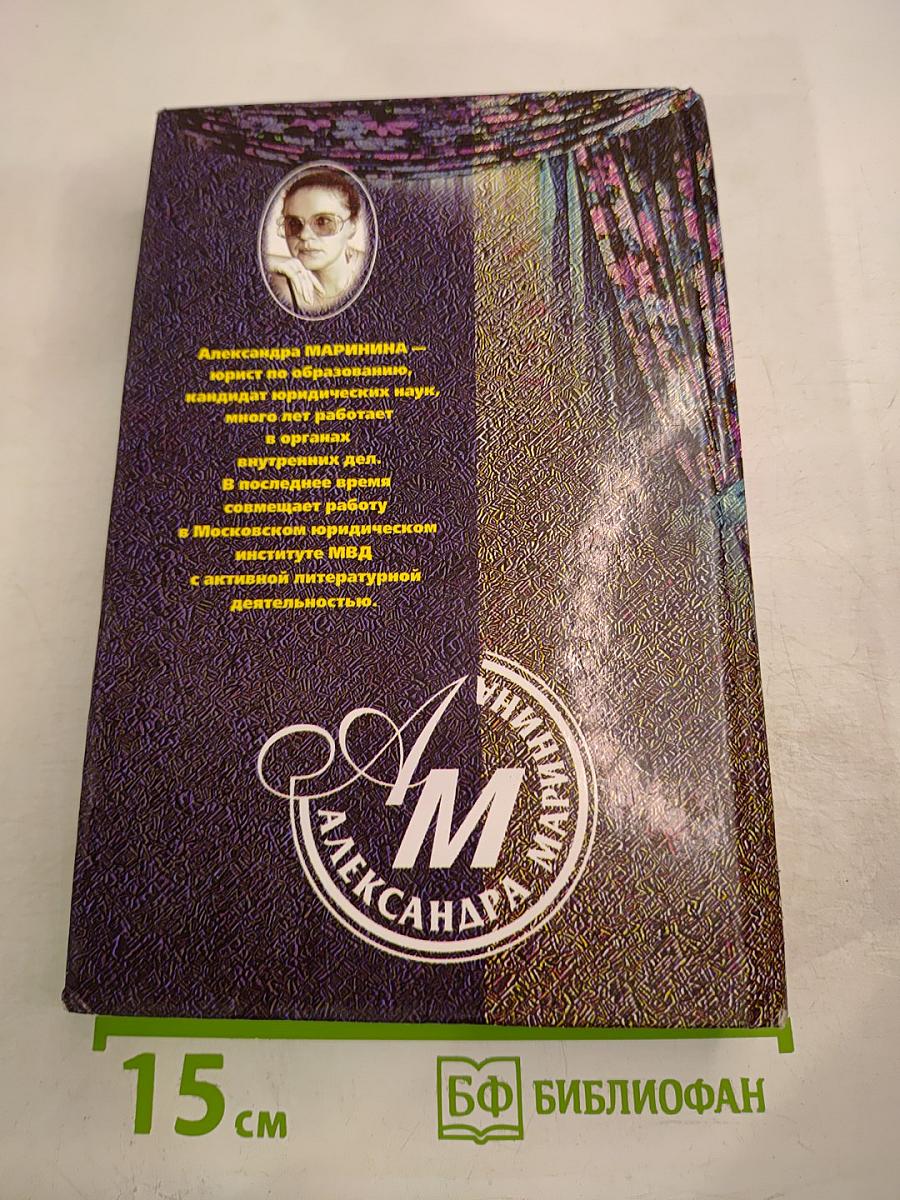 Александра МАРИНИНА —
юрист по образованию,
кандидат юридических наук,
много лет работает
в органах
внутренних дел.
В последнее время
совмещает работу
в Московском юридическом
институте МВД
с активной литературной
деятельностью.
АМ
АЛЕКСАНДРА МАРИНИНА
15 см
БФ БИБЛИОФАН